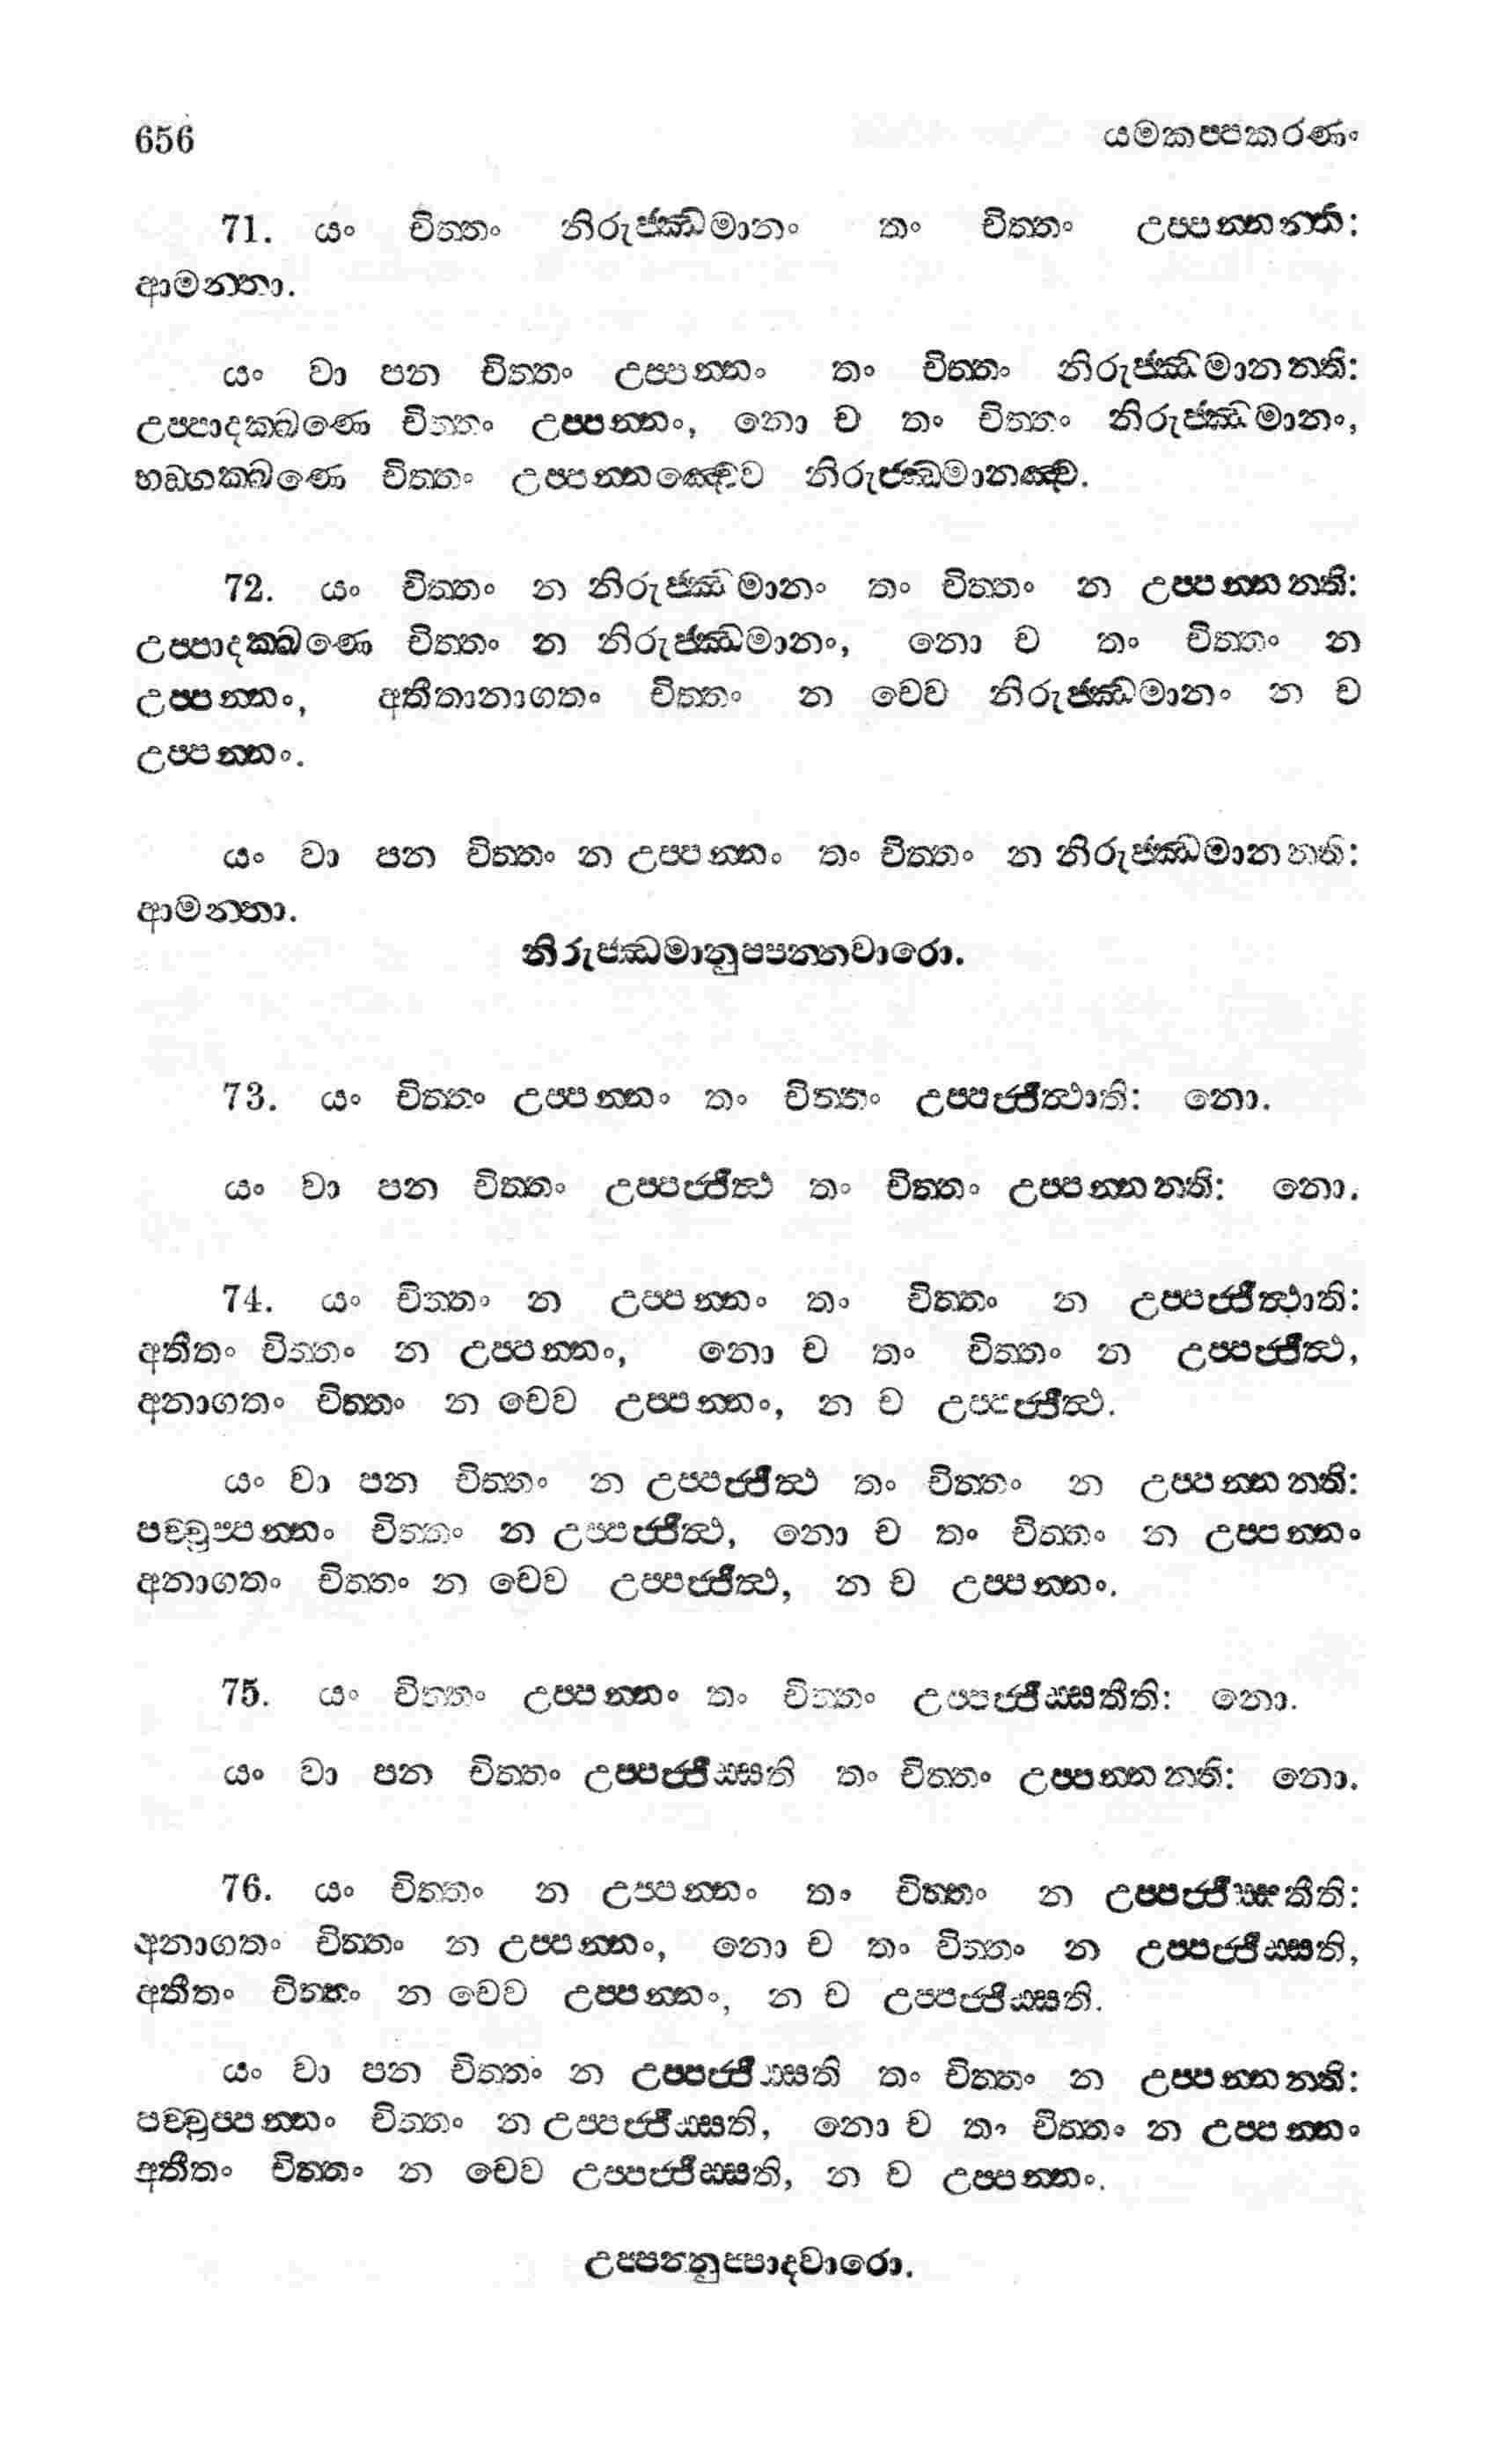 656 යමකප්පකරණං
71. යං චිත්තං නිරුජ්ඣමානං තං චිත්තං උප්පන්නන්ති:
ආමන්තා.
යං වා පන චිත්තං උප්පන්නං තං චිත්තං නිරුජ්ඣමානන්ති:
උප්පාදක්ඛණෙ චිත්තං උප්පන්නං, නො ච තං චිත්තං නිරුජ්ඣමානං,
භඞ්ගක්ඛණෙ චිත්තං උප්පන්නඤ්චෙව නිරුජ්ඣමානඤ්ච.
72. යං චිත්තං න නිරුජ්ඣමානං තං චිත්තං න උප්පන්නන්ති:
උප්පාදක්ඛණෙ චිත්තං න නිරුජ්ඣමානං, නො ච තං චිත්තං න
උප්පන්නං, අතීතානාගතං චිත්තං න චෙව නිරුජ්ඣමානං න ච
උප්පන්නං.
යං වා පන චිත්තං න උප්පන්නං තං චිත්තං න නිරුජ්ඣමානන්ති:
ආමන්තා.
නිරුජ්ඣමානුප්පන්නවාරො.
73. යං චිත්තං උප්පන්නං තං චිත්තං උප්පජ්ජිත්ථාති: නො.
යං වා පන චිත්තං උප්පජ්ජිත්ථ තං චිත්තං උප්පන්නන්ති: නො.
74. යං චිත්තං න උප්පන්නං තං චිත්තං න උප්පජ්ජිත්ථාති:
අතීතං චිත්තං න උප්පන්නං, නො ච තං චිත්තං න උප්පජ්ජිත්ථ,
අනාගතං චිත්තං න චෙව උප්පන්නං, න ච උප්පජ්ජිත්ථ.
යං වා පන චිත්තං න උප්පජ්ජිත්ථ තං චිත්තං න උප්පන්නන්ති:
පච්චුප්පන්නං චිත්තං න උප්පජ්ජිත්ථ, නො ච තං චිත්තං න උප්පන්නං
අනාගතං චිත්තං න චෙව උප්පජ්ජිත්ථ, න ච උප්පන්නං.
75. යං චිත්තං උප්පන්නං තං චිත්තං උප්පජ්ජිස්සතීති: නො.
යං වා පන චිත්තං උප්පජ්ජිස්සති තං චිත්තං උප්පන්නන්ති: නො.
76. යං චිත්තං න උප්පන්නං තං චිත්තං න උප්පජ්ජිස්සතීති:
අනාගතං චිත්තං න උප්පන්නං, නො ච තං චිත්තං න උප්පජ්ජිස්සති,
අතීතං චිත්තං න චෙව උප්පන්නං, න ච උප්පජ්ජිස්සති.
යං වා පන චිත්තං න උප්පජ්ජිස්සති තං චිත්තං න උප්පන්නන්ති:
පච්චුප්පන්නං චිත්තං න උප්පජ්ජිස්සති, නො ච තං චිත්තං න උප්පන්නං
අතීතං චිත්තං න චෙව උප්පජ්ජිස්සති, න ච උප්පන්නං.
උප්පන්නුප්පාදවාරො.